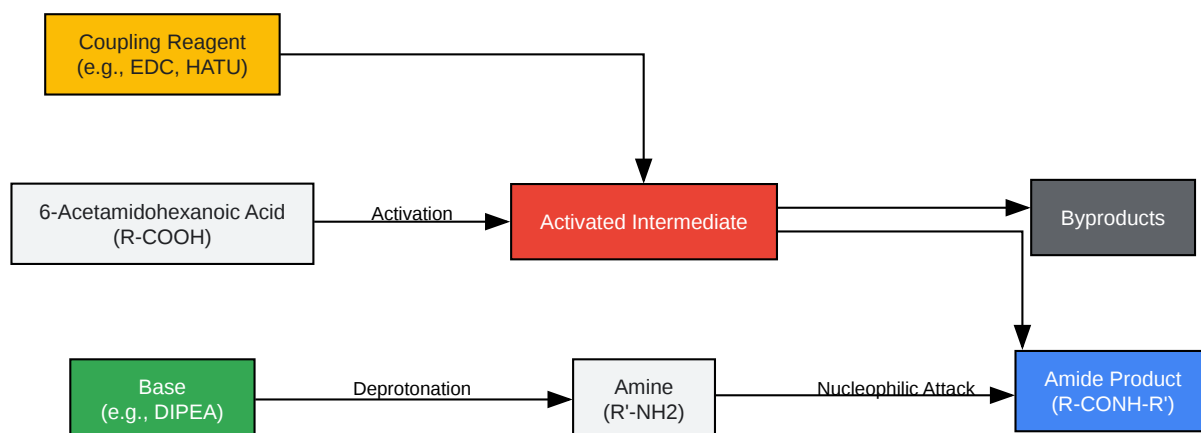 Coupling Reagent
(e.g., EDC, HATU)
6-Acetamidohexanoic Acid
(R-COOH)
Activation
Activated Intermediate
Byproducts
Base
(e.g., DIPEA)
Deprotonation
Amine
(R'-NH2)
Nucleophilic Attack
Amide Product
(R-CONH-R')